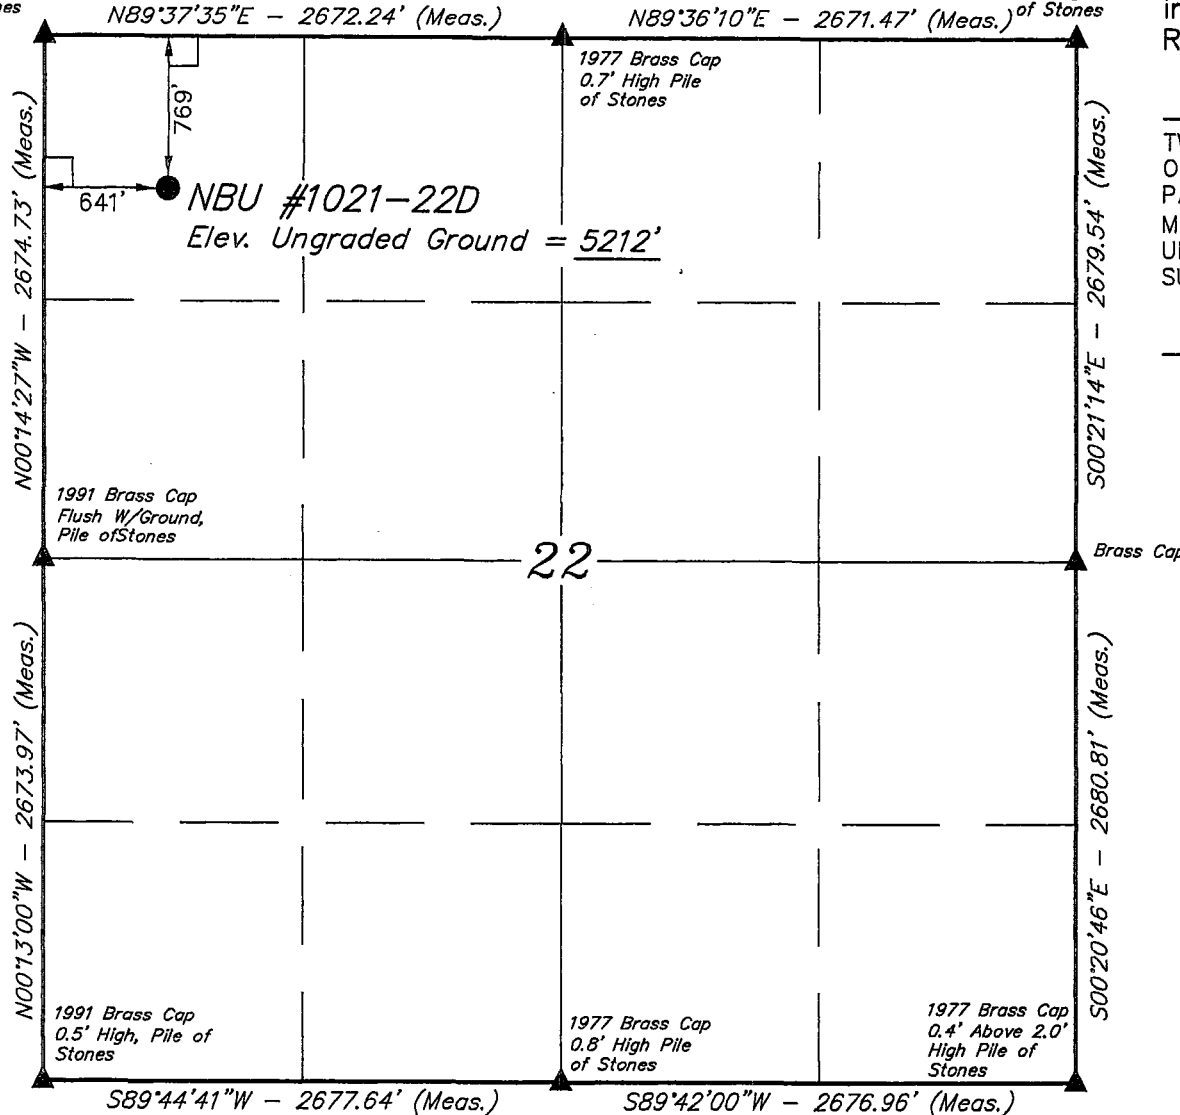 N89°37'35"E - 2672.24' (Meas.)
N89°36'10"E - 2671.47' (Meas.)
of Stones
1977 Brass Cap
0.7' High Pile
of Stones
769'
641'
NBU #1021-22D
Elev. Ungraded Ground = 5212'
N00°14'27"W - 2674.73' (Meas.)
S00°21'14"E - 2679.54' (Meas.)
1991 Brass Cap
Flush W/Ground,
Pile ofStones
22
Brass Cap
N00°13'00"W - 2673.97' (Meas.)
S00°20'46"E - 2680.81' (Meas.)
1991 Brass Cap
0.5' High, Pile of
Stones
1977 Brass Cap
0.8' High Pile
of Stones
1977 Brass Cap
0.4' Above 2.0'
High Pile of
Stones
S89°44'41"W - 2677.64' (Meas.)
S89°42'00"W - 2676.96' (Meas.)